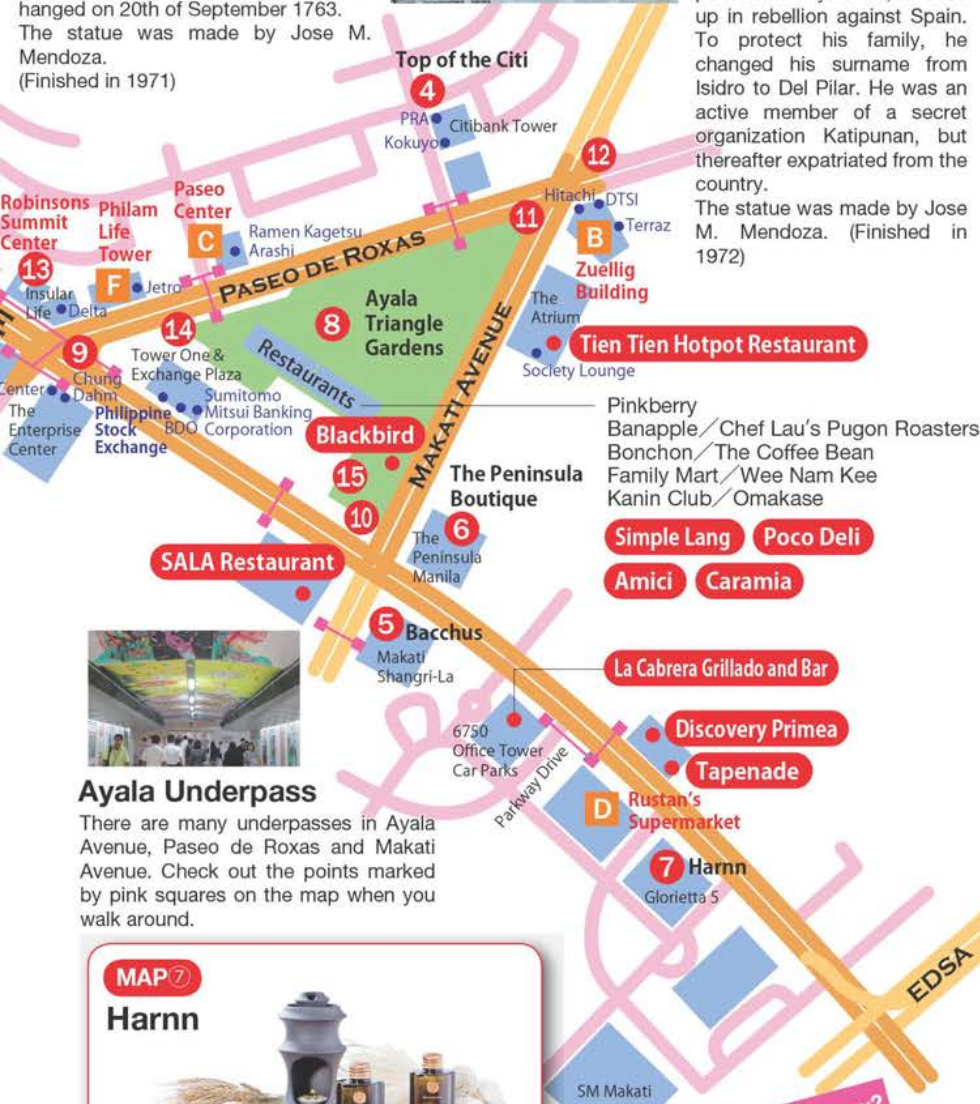 hanged on 20th of September 1763.
The statue was made by Jose M.
Mendoza.
(Finished in 1971)
up in rebellion against Spain.
To protect his family, he
changed his surname from
Isidro to Del Pilar. He was an
active member of a secret
organization Katipunan, but
thereafter expatriated from the
country.
The statue was made by Jose
M. Mendoza. (Finished in
1972)
Top of the Citi
4
PRA
Citibank Tower
Kokuyo
12
Hitachi
DTSI
11
Terraz
B
Zuellig
Building
Robinsons
Summit
Center
13
Philam
Life
Tower
F
Paseo
Center
C
Ramen Kagetsu
Arashi
Jetro
Insular
Life
Delta
PASEO DE ROXAS
14
8
Ayala
Triangle
Gardens
The
Atrium
Tien Tien Hotpot Restaurant
Society Lounge
9
Tower One &
Exchange Plaza
Restaurants
MAKATI AVENUE
Chung
Dahm
Center
The
Enterprise
Center
Philippine
Stock
Exchange
BDO
Sumitomo
Mitsui Banking
Corporation
Blackbird
15
10
Pinkberry
Banapple／Chef Lau's Pugon Roasters
Bonchon／The Coffee Bean
Family Mart／Wee Nam Kee
Kanin Club／Omakase
Simple Lang
Poco Deli
Amici
Caramia
The Peninsula
Boutique
6
The
Peninsula
Manila
SALA Restaurant
5
Bacchus
Makati
Shangri-La
La Cabrera Grillado and Bar
6750
Office Tower
Car Parks
Parkway Drive
Discovery Primea
Tapenade
D
Rustan's
Supermarket
7
Harnn
Glorietta 5
EDSA
SM Makati
Ayala Underpass
There are many underpasses in Ayala
Avenue, Paseo de Roxas and Makati
Avenue. Check out the points marked
by pink squares on the map when you
walk around.
MAP⑦
Harnn